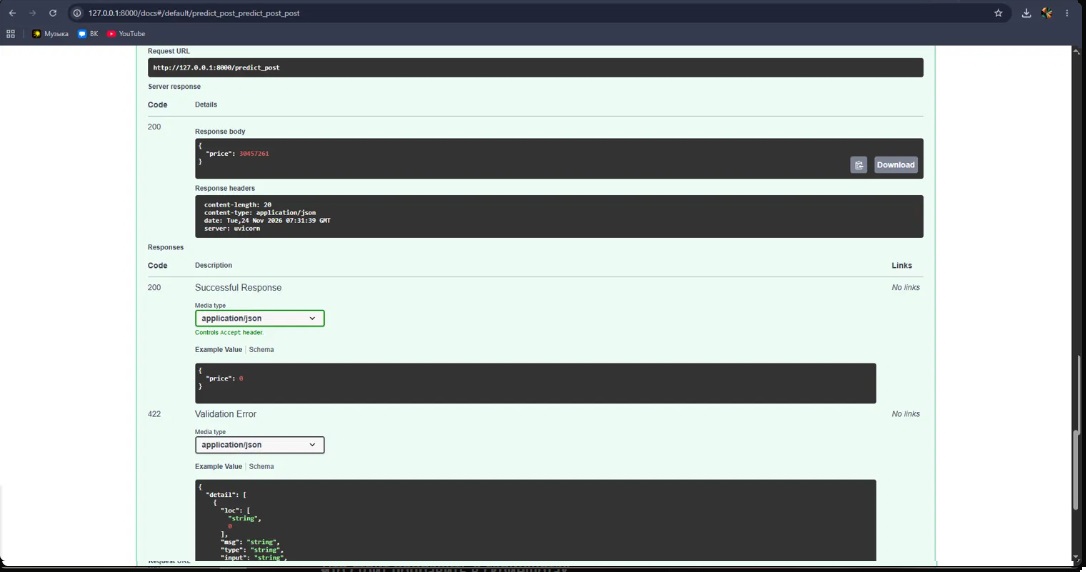 127.0.0.1:8000/docs#/default/predict_post_predict_post_post
Музыка ВК YouTube
Request URL
http://127.0.0.1:8000/predict_post
Server response
Code Details
200
Response body
{
"price": 30457261
}
Download
Response headers
content-length: 20
content-type: application/json
date: Tue,24 Nov 2026 07:31:39 GMT
server: uvicorn
Responses
Code Description Links
200 Successful Response No links
Media type
application/json
Controls Accept header.
Example Value | Schema
{
"price": 0
}
422 Validation Error No links
Media type
application/json
Example Value | Schema
{
"detail": [
{
"loc": [
"string",
0
],
"msg": "string",
"type": "string",
"input": "string",
Request URL